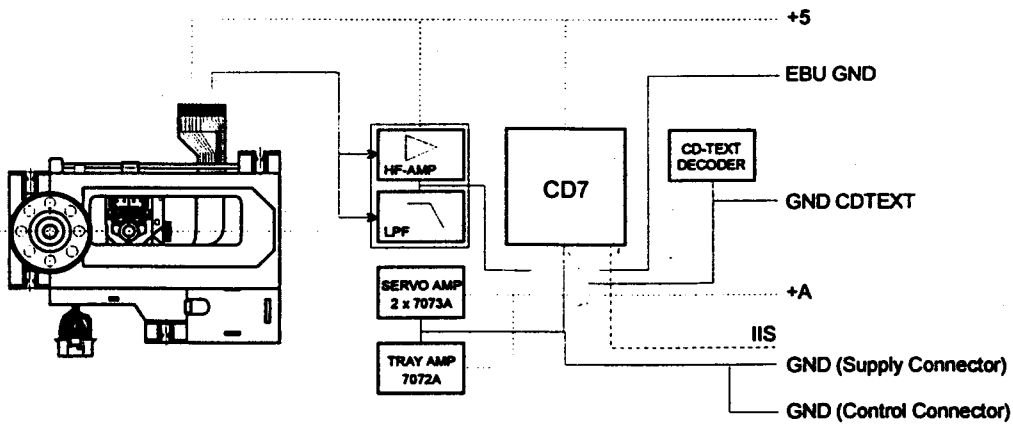 +5
EBU GND
HF-AMP
CD7
CD-TEXT
DECODER
LPF
GND CDTEXT
SERVO AMP
2 x 7073A
+A
IIS
TRAY AMP
7072A
GND (Supply Connector)
GND (Control Connector)